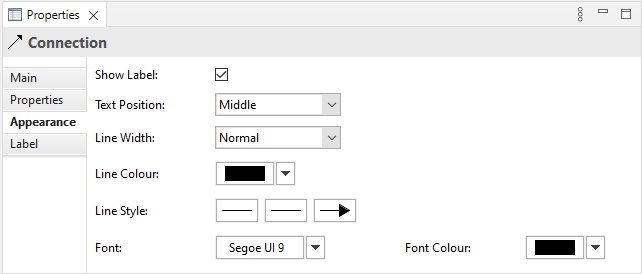 Properties
Connection
Main
Properties
Appearance
Label
Show Label:
Text Position: Middle
Line Width: Normal
Line Colour:
Line Style:
Font: Segoe UI 9 Font Colour: